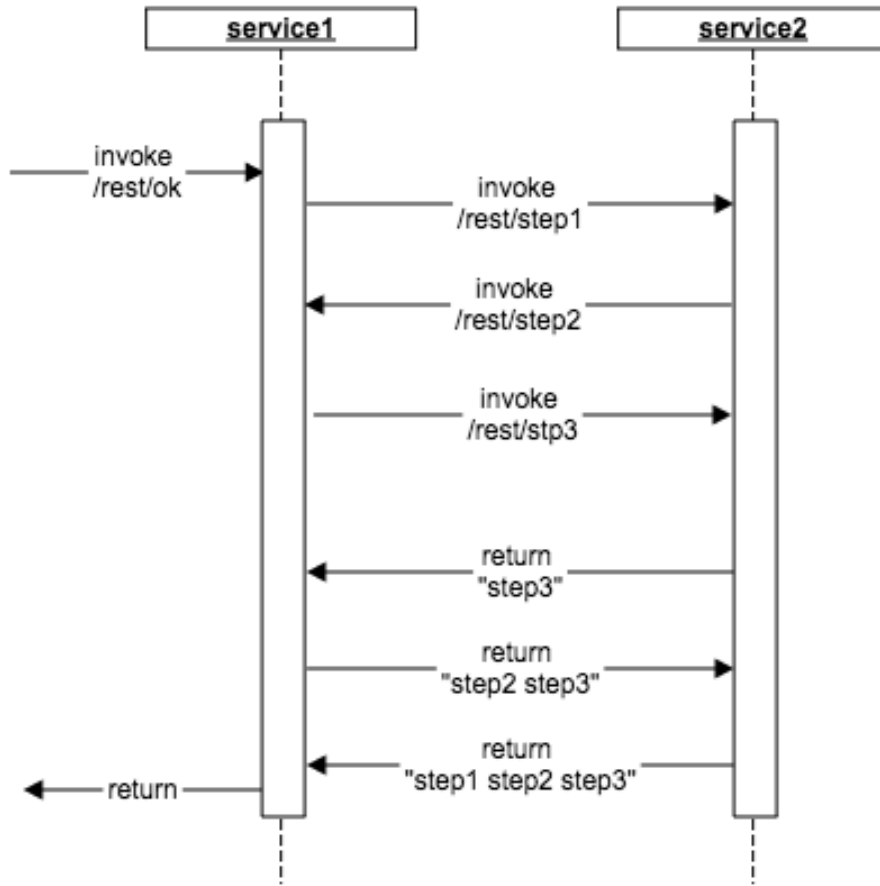 service1
service2
invoke
/rest/ok
invoke
/rest/step1
invoke
/rest/step2
invoke
/rest/stp3
return
"step3"
return
"step2 step3"
return
"step1 step2 step3"
return